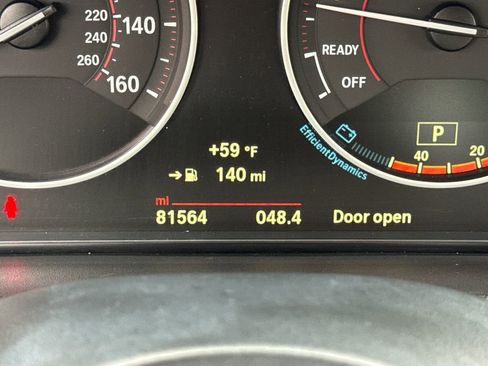 220
240
260
140
160
READY
OFF
EfficientDynamics
P
40
20
+59 °F
140 mi
mi
81564
048.4
Door open